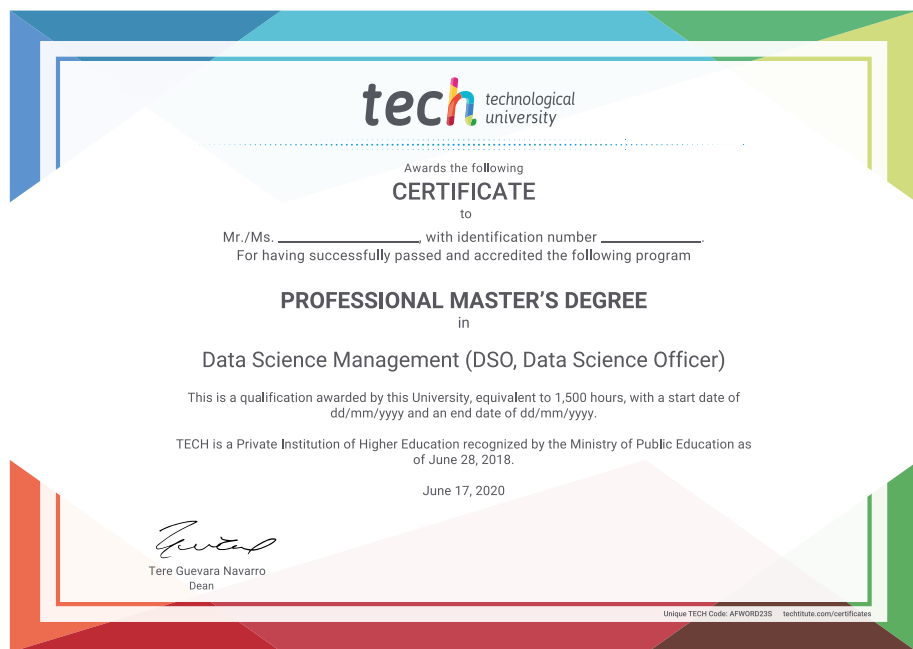 tech technological
university
Awards the following
CERTIFICATE
to
Mr./Ms. ____________________, with identification number ______________.
For having successfully passed and accredited the following program
PROFESSIONAL MASTER'S DEGREE
in
Data Science Management (DSO, Data Science Officer)
This is a qualification awarded by this University, equivalent to 1,500 hours, with a start date of
dd/mm/yyyy and an end date of dd/mm/yyyy.
TECH is a Private Institution of Higher Education recognized by the Ministry of Public Education as
of June 28, 2018.
June 17, 2020
Tere Guevara Navarro
Dean
Unique TECH Code: AFWORD23S techtitute.com/certificates